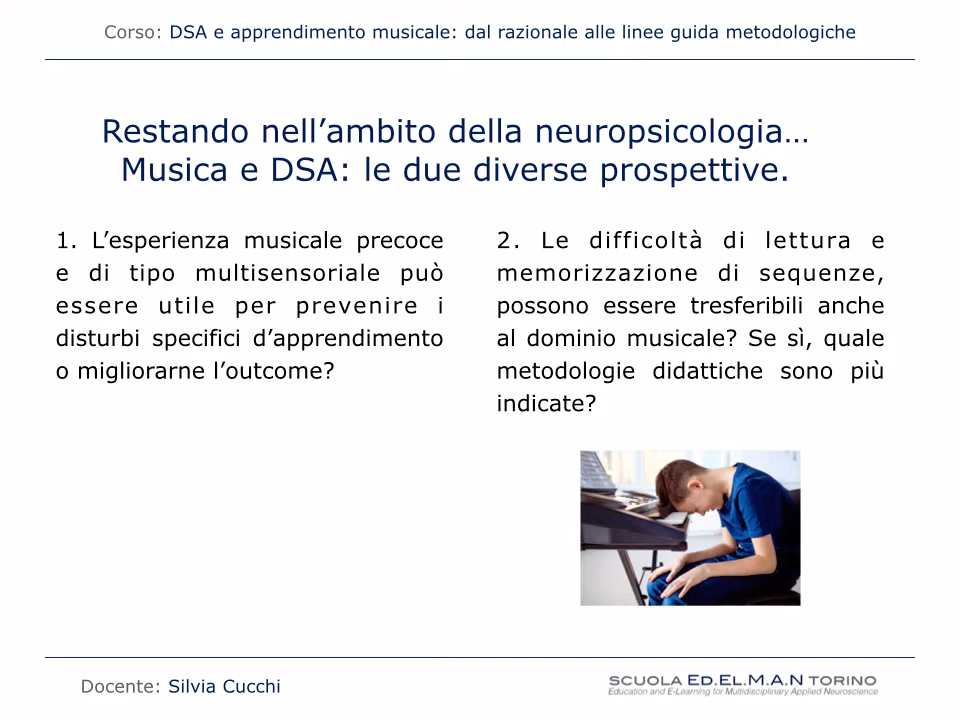 Corso: DSA e apprendimento musicale: dal razionale alle linee guida metodologiche
Restando nell’ambito della neuropsicologia…
Musica e DSA: le due diverse prospettive.
1. L’esperienza musicale precoce
e di tipo multisensoriale può
essere utile per prevenire i
disturbi specifici d’apprendimento
o migliorarne l’outcome?
2. Le difficoltà di lettura e
memorizzazione di sequenze,
possono essere tresferibili anche
al dominio musicale? Se sì, quale
metodologie didattiche sono più
indicate?
Docente: Silvia Cucchi
SCUOLA ED.EL.M.A.N TORINO
Education and E-Learning for Multidisciplinary Applied Neuroscience